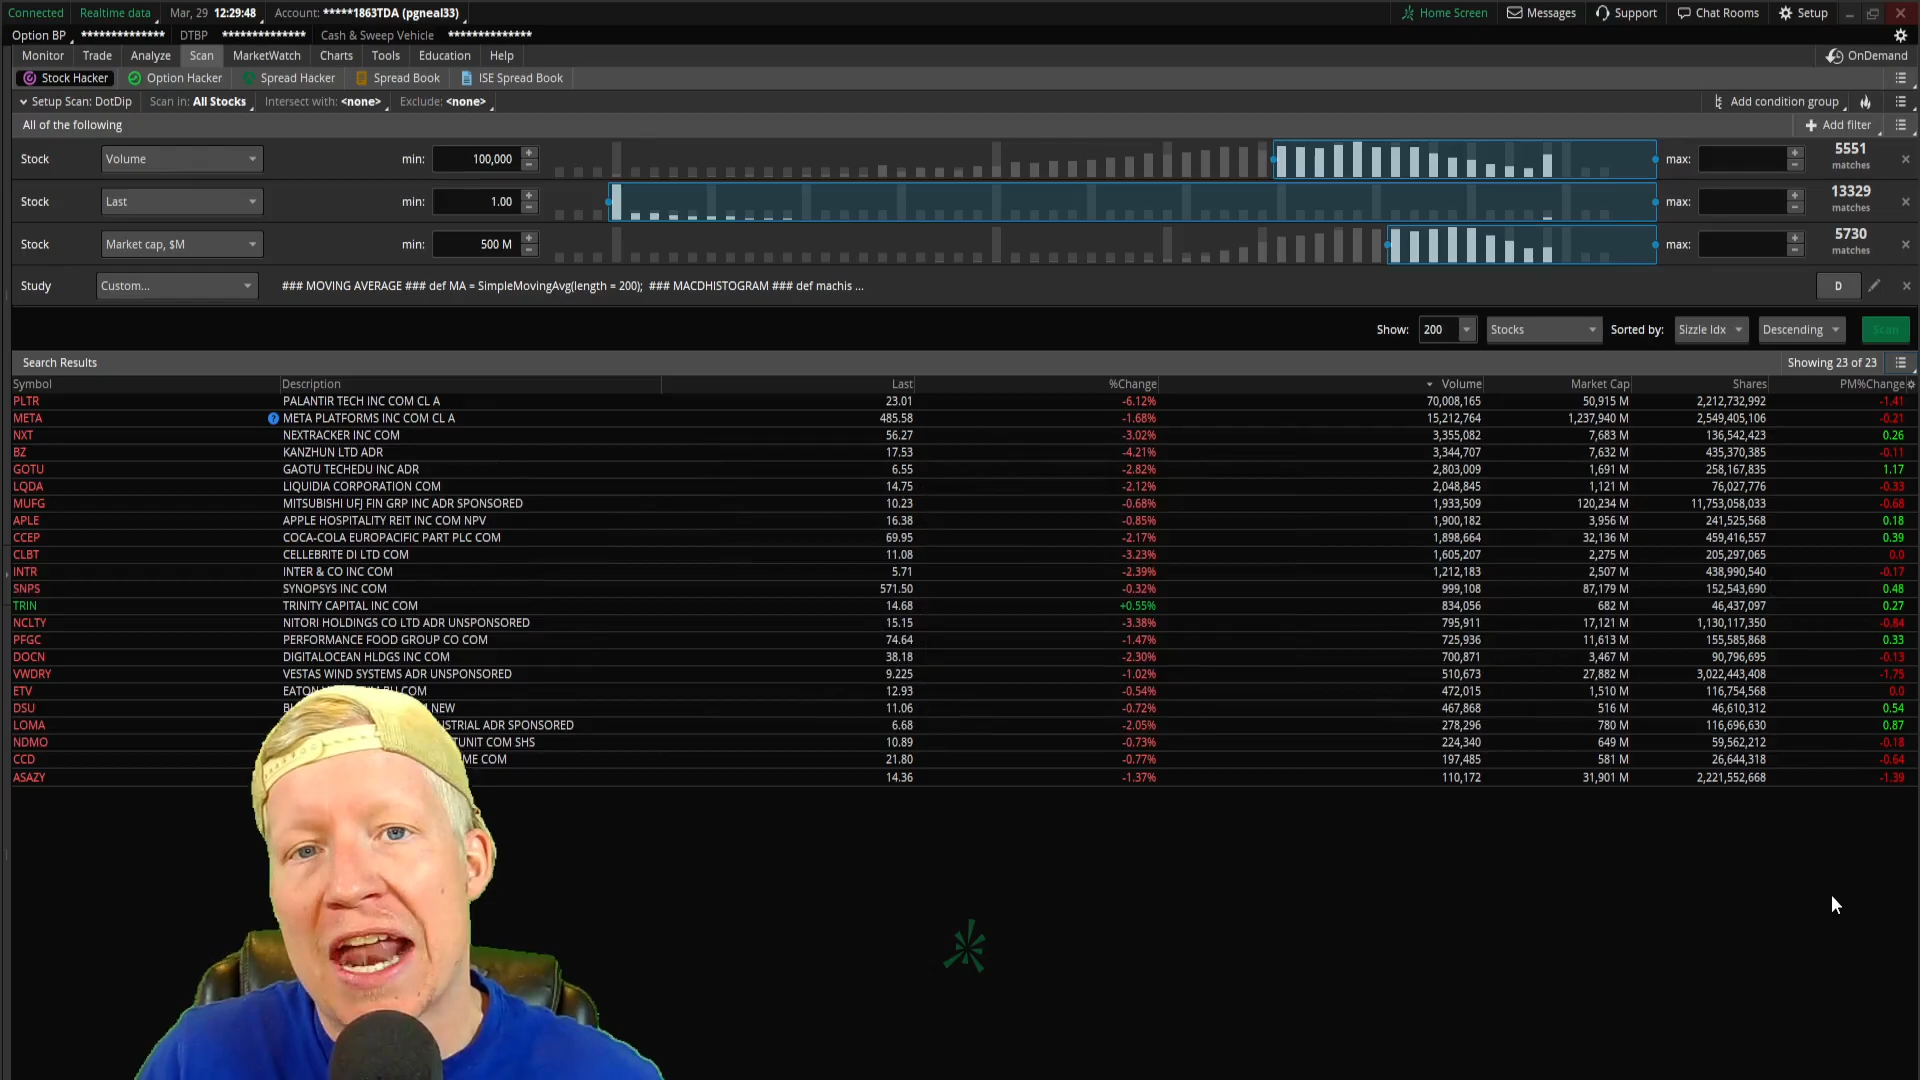 Connected Realtime data Mar, 29 12:29:48 Account: *****1863TDA (pgneal33) Home Screen Messages Support Chat Rooms Setup
Option BP ************** DTBP ************** Cash & Sweep Vehicle **************
Monitor Trade Analyze Scan MarketWatch Charts Tools Education Help OnDemand
Stock Hacker Option Hacker Spread Hacker Spread Book ISE Spread Book
Setup Scan: DotDip Scan in: All Stocks Intersect with: <none> Exclude: <none> Add condition group
All of the following Add filter
Stock Volume min: 100,000 max: 5551 matches
Stock Last min: 1.00 max: 13329 matches
Stock Market cap, $M min: 500 M max: 5730 matches
Study Custom... ### MOVING AVERAGE ### def MA = SimpleMovingAvg(length = 200); ### MACDHISTOGRAM ### def machis ... D
Show: 200 Stocks Sorted by: Sizzle Idx Descending Scan
Search Results Showing 23 of 23
Symbol Description Last %Change Volume Market Cap Shares PM%Change
PLTR PALANTIR TECH INC COM CL A 23.01 -6.12% 70,008,165 50,915 M 2,212,732,992 -1.41
META META PLATFORMS INC COM CL A 485.58 -1.68% 15,212,764 1,237,940 M 2,549,405,106 -0.21
NXT NEXTRACKER INC COM 56.27 -3.02% 3,355,082 7,683 M 136,542,423 0.26
BZ KANZHUN LTD ADR 17.53 -4.21% 3,344,707 7,632 M 435,370,385 -0.11
GOTU GAOTU TECHEDU INC ADR 6.55 -2.82% 2,803,009 1,691 M 258,167,835 1.17
LQDA LIQUIDIA CORPORATION COM 14.75 -2.12% 2,048,845 1,121 M 76,027,776 -0.33
MUFG MITSUBISHI UFJ FIN GRP INC ADR SPONSORED 10.23 -0.68% 1,933,509 120,234 M 11,753,058,033 -0.68
APLE APPLE HOSPITALITY REIT INC COM NPV 16.38 -0.85% 1,900,182 3,956 M 241,525,568 0.18
CCEP COCA-COLA EUROPACIFIC PART PLC COM 69.95 -2.17% 1,898,664 32,136 M 459,416,557 0.39
CLBT CELLEBRITE DI LTD COM 11.08 -3.23% 1,605,207 2,275 M 205,297,065 0.0
INTR INTER & CO INC COM 5.71 -2.39% 1,212,183 2,507 M 438,990,540 -0.17
SNPS SYNOPSYS INC COM 571.50 -0.32% 999,108 87,179 M 152,543,690 0.48
TRIN TRINITY CAPITAL INC COM 14.68 +0.55% 834,056 682 M 46,437,097 0.27
NCLTY NITORI HOLDINGS CO LTD ADR UNSPONSORED 15.15 -3.38% 795,911 17,121 M 1,130,117,350 -0.84
PFGC PERFORMANCE FOOD GROUP CO COM 74.64 -1.47% 725,936 11,613 M 155,585,868 0.33
DOCN DIGITALOCEAN HLDGS INC COM 38.18 -2.30% 700,871 3,467 M 90,796,695 -0.13
VWDRY VESTAS WIND SYSTEMS ADR UNSPONSORED 9.225 -1.02% 510,673 27,882 M 3,022,443,408 -1.75
ETV EATON COM 12.93 -0.54% 472,015 1,510 M 116,754,568 0.0
DSU NEW 11.06 -0.72% 467,868 516 M 46,610,312 0.54
LOMA STRIAL ADR SPONSORED 6.68 -2.05% 278,296 780 M 116,696,630 0.87
NDMO TUNIT COM SHS 10.89 -0.73% 224,340 649 M 59,562,212 -0.18
CCD ME COM 21.80 -0.77% 197,485 581 M 26,644,318 -0.64
ASAZY 14.36 -1.37% 110,172 31,901 M 2,221,552,668 -1.39